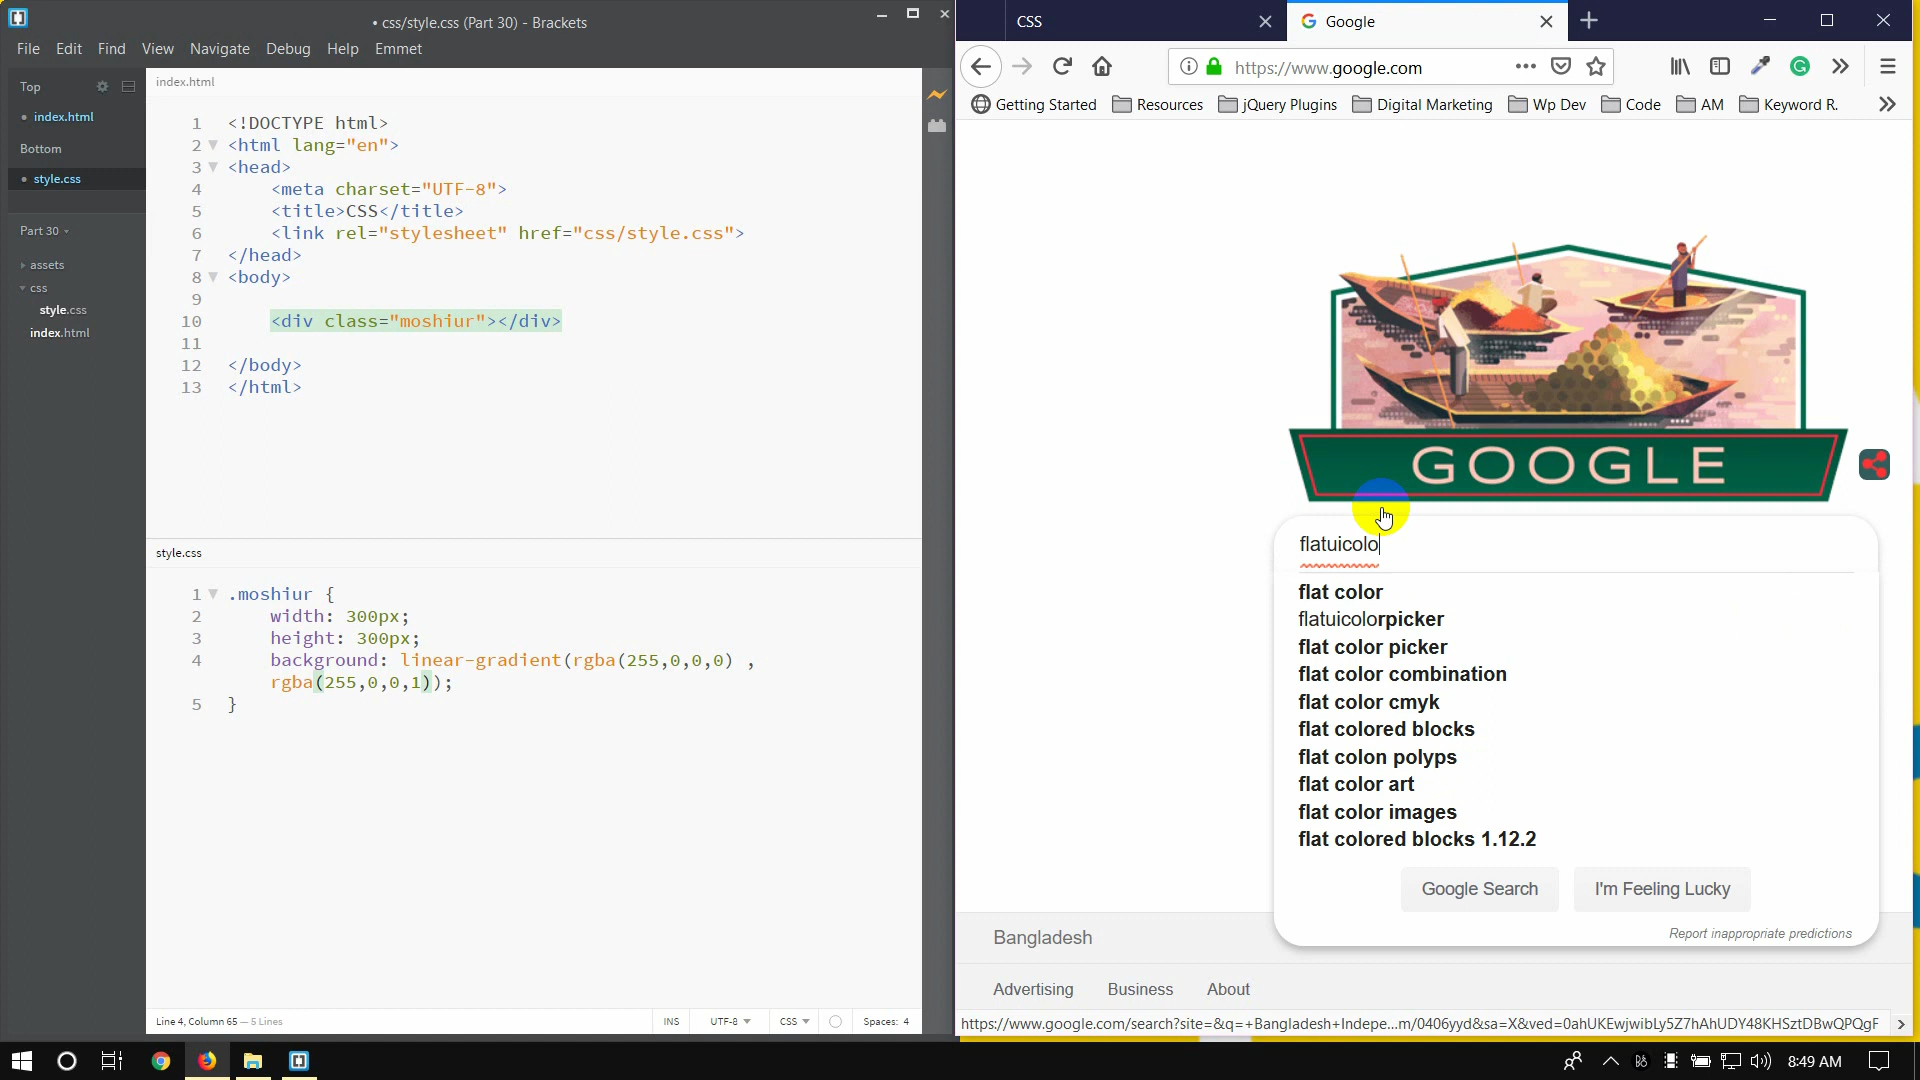 • css/style.css (Part 30) - Brackets
File Edit Find View Navigate Debug Help Emmet
Top
• index.html
Bottom
• style.css
Part 30
assets
css
style.css
index.html
index.html
1 <!DOCTYPE html>
2 <html lang="en">
3 <head>
4 <meta charset="UTF-8">
5 <title>CSS</title>
6 <link rel="stylesheet" href="css/style.css">
7 </head>
8 <body>
9
10 <div class="moshiur"></div>
11
12 </body>
13 </html>
style.css
1 .moshiur {
2 width: 300px;
3 height: 300px;
4 background: linear-gradient(rgba(255,0,0,0) ,
rgba(255,0,0,1));
5 }
Line 4, Column 65 — 5 Lines
INS UTF-8 CSS Spaces: 4
CSS
Google
https://www.google.com
Getting Started Resources jQuery Plugins Digital Marketing Wp Dev Code AM Keyword R.
GOOGLE
flatuicolo
flat color
flatuicolorpicker
flat color picker
flat color combination
flat color cmyk
flat colored blocks
flat colon polyps
flat color art
flat color images
flat colored blocks 1.12.2
Google Search I'm Feeling Lucky
Report inappropriate predictions
Bangladesh
Advertising Business About
https://www.google.com/search?site=&q=+Bangladesh+Indepe...m/0406yyd&sa=X&ved=0ahUKEwjwibLy5Z7hAhUDY48KHSztDBwQPQgF
8:49 AM